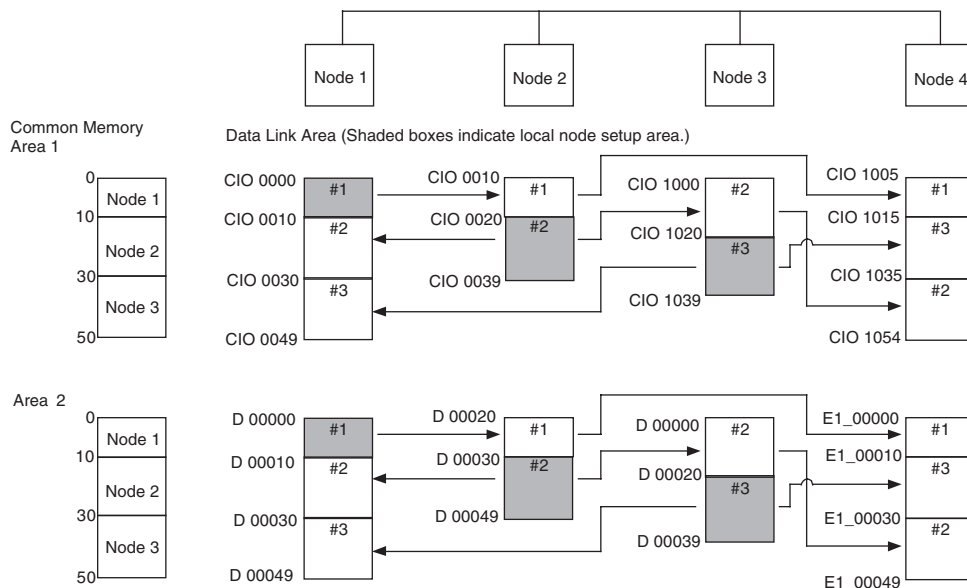 Node 1 Node 2 Node 3 Node 4
Common Memory
Area 1
Data Link Area (Shaded boxes indicate local node setup area.)
0
Node 1
10
Node 2
30
Node 3
50
CIO 0000
#1
CIO 0010
#2
CIO 0030
#3
CIO 0049
CIO 0010
#1
CIO 0020
#2
CIO 0039
CIO 1000
#2
CIO 1020
#3
CIO 1039
CIO 1005
#1
CIO 1015
#3
CIO 1035
#2
CIO 1054
Area 2
0
Node 1
10
Node 2
30
Node 3
50
D 00000
#1
D 00010
#2
D 00030
#3
D 00049
D 00020
#1
D 00030
#2
D 00049
D 00000
#2
D 00020
#3
D 00039
E1_00000
#1
E1_00010
#3
E1_00030
#2
E1_00049